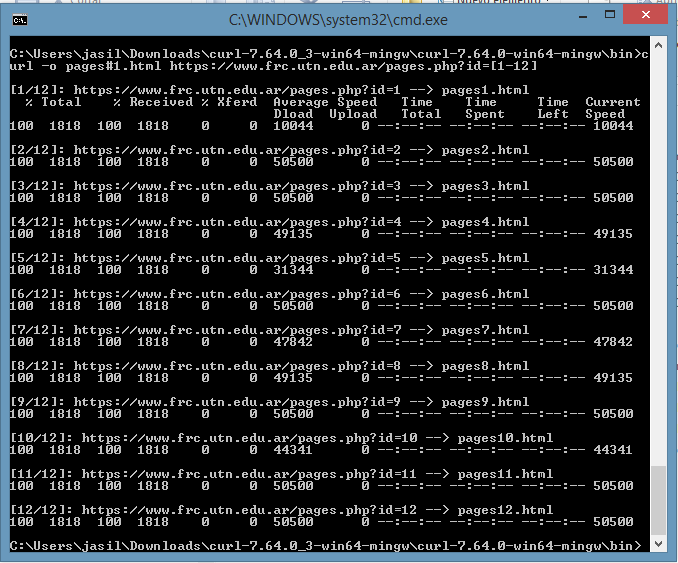 Nuevo elemento
C:\WINDOWS\system32\cmd.exe
C:\Users\jasil\Downloads\curl-7.64.0_3-win64-mingw\curl-7.64.0-win64-mingw\bin>c
url -o pages#1.html https://www.frc.utn.edu.ar/pages.php?id=[1-12]
[1/12]: https://www.frc.utn.edu.ar/pages.php?id=1 --> pages1.html
% Total % Received % Xferd Average Speed Time Time Time Current
Dload Upload Total Spent Left Speed
100 1818 100 1818 0 0 10044 0 --:--:-- --:--:-- --:--:-- 10044
[2/12]: https://www.frc.utn.edu.ar/pages.php?id=2 --> pages2.html
100 1818 100 1818 0 0 50500 0 --:--:-- --:--:-- --:--:-- 50500
[3/12]: https://www.frc.utn.edu.ar/pages.php?id=3 --> pages3.html
100 1818 100 1818 0 0 50500 0 --:--:-- --:--:-- --:--:-- 50500
[4/12]: https://www.frc.utn.edu.ar/pages.php?id=4 --> pages4.html
100 1818 100 1818 0 0 49135 0 --:--:-- --:--:-- --:--:-- 49135
[5/12]: https://www.frc.utn.edu.ar/pages.php?id=5 --> pages5.html
100 1818 100 1818 0 0 31344 0 --:--:-- --:--:-- --:--:-- 31344
[6/12]: https://www.frc.utn.edu.ar/pages.php?id=6 --> pages6.html
100 1818 100 1818 0 0 50500 0 --:--:-- --:--:-- --:--:-- 50500
[7/12]: https://www.frc.utn.edu.ar/pages.php?id=7 --> pages7.html
100 1818 100 1818 0 0 47842 0 --:--:-- --:--:-- --:--:-- 47842
[8/12]: https://www.frc.utn.edu.ar/pages.php?id=8 --> pages8.html
100 1818 100 1818 0 0 49135 0 --:--:-- --:--:-- --:--:-- 49135
[9/12]: https://www.frc.utn.edu.ar/pages.php?id=9 --> pages9.html
100 1818 100 1818 0 0 50500 0 --:--:-- --:--:-- --:--:-- 50500
[10/12]: https://www.frc.utn.edu.ar/pages.php?id=10 --> pages10.html
100 1818 100 1818 0 0 44341 0 --:--:-- --:--:-- --:--:-- 44341
[11/12]: https://www.frc.utn.edu.ar/pages.php?id=11 --> pages11.html
100 1818 100 1818 0 0 50500 0 --:--:-- --:--:-- --:--:-- 50500
[12/12]: https://www.frc.utn.edu.ar/pages.php?id=12 --> pages12.html
100 1818 100 1818 0 0 50500 0 --:--:-- --:--:-- --:--:-- 50500
C:\Users\jasil\Downloads\curl-7.64.0_3-win64-mingw\curl-7.64.0-win64-mingw\bin>